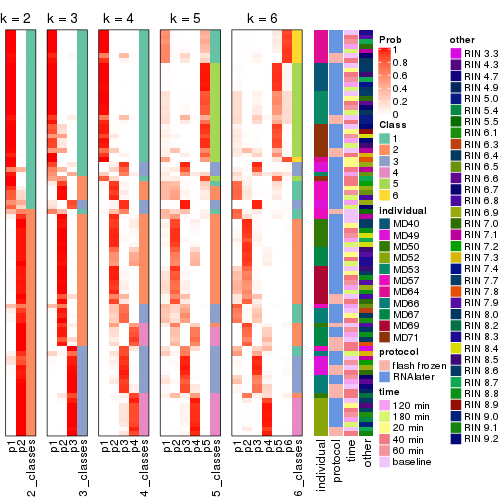 k = 2
k = 3
k = 4
k = 5
k = 6
p1
p2
2_classes
p1
p2
p3
3_classes
p1
p2
p3
p4
4_classes
p1
p2
p3
p4
p5
5_classes
p1
p2
p3
p4
p5
p6
6_classes
individual
protocol
time
other
Prob
1
0.8
0.6
0.4
0.2
0
Class
1
2
3
4
5
6
individual
MD40
MD49
MD50
MD52
MD53
MD57
MD64
MD66
MD67
MD69
MD71
protocol
flash frozen
RNAlater
time
120 min
180 min
20 min
40 min
60 min
baseline
other
RIN 3.3
RIN 4.3
RIN 4.7
RIN 4.9
RIN 5.0
RIN 5.4
RIN 5.5
RIN 6.1
RIN 6.3
RIN 6.4
RIN 6.5
RIN 6.6
RIN 6.7
RIN 6.8
RIN 6.9
RIN 7.0
RIN 7.1
RIN 7.2
RIN 7.3
RIN 7.4
RIN 7.7
RIN 7.8
RIN 7.9
RIN 8.0
RIN 8.1
RIN 8.2
RIN 8.3
RIN 8.4
RIN 8.5
RIN 8.6
RIN 8.7
RIN 8.8
RIN 8.9
RIN 9.0
RIN 9.1
RIN 9.2